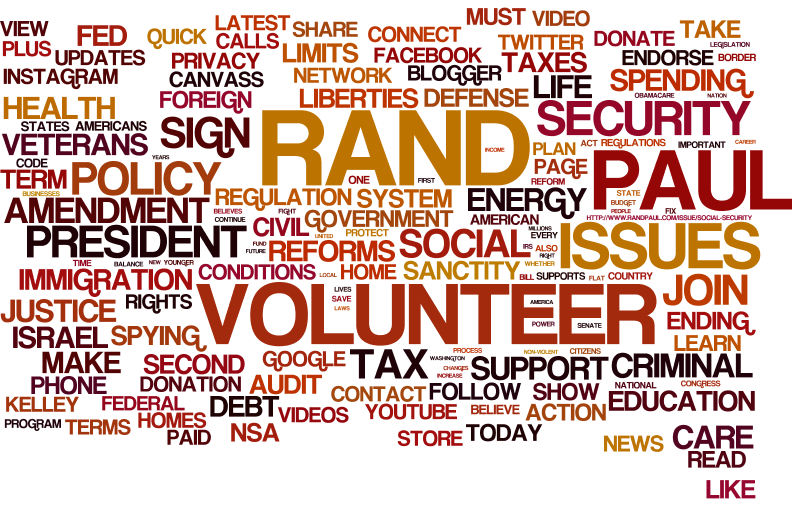 VIEW
FED
QUICK
LATEST
SHARE
CONNECT
MUST
VIDEO
DONATE
TAKE
LEGISLATION
PLUS
UPDATES
CALLS
LIMITS
FACEBOOK
TWITTER
TAXES
ENDORSE
BORDER
INSTAGRAM
PRIVACY
CANVASS
NETWORK
BLOGGER
LIFE
SPENDING
OBAMACARE
NATION
HEALTH
FOREIGN
LIBERTIES
DEFENSE
SECURITY
STATES
AMERICANS
SIGN
RAND
VETERANS
INCOME
PLAN
ACT
REGULATIONS
IMPORTANT
CAREER
CODE
YEARS
PAGE
PAUL
TERM
POLICY
ONE
FIRST
REFORM
BUSINESSES
REGULATION
SYSTEM
ENERGY
STATE
BUDGET
AMENDMENT
BELIEVES
FIGHT
CONTINUE
CIVIL
GOVERNMENT
AMERICAN
PEOPLE
FIX
HTTP://WWW.RANDPAUL.COM/ISSUE/SOCIAL-SECURITY
PRESIDENT
UNITED
PROTECT
MILLIONS
EVERY
ISSUES
FUND
FUTURE
REFORMS
SOCIAL
IRS
ALSO
RIGHT
TIME
BALANCE
NEW
YOUNGER
WHETHER
IMMIGRATION
CONDITIONS
LOCAL
HOME
SANCTITY
BILL
SUPPORTS
FLAT
COUNTRY
JUSTICE
RIGHTS
VOLUNTEER
LIVES
SAVE
LAWS
AMERICA
JOIN
ISRAEL
SPYING
POWER
SENATE
ENDING
LEARN
MAKE
SECOND
GOOGLE
TAX
WASHINGTON
PROCESS
NON-VIOLENT
CITIZENS
SUPPORT
CRIMINAL
PHONE
DONATION
AUDIT
CHANGES
INCREASE
CONTACT
FOLLOW
SHOW
NATIONAL
CONGRESS
KELLEY
FEDERAL
DEBT
VIDEOS
YOUTUBE
BELIEVE
ACTION
EDUCATION
PROGRAM
TERMS
HOMES
PAID
NSA
STORE
TODAY
NEWS
CARE
READ
LIKE